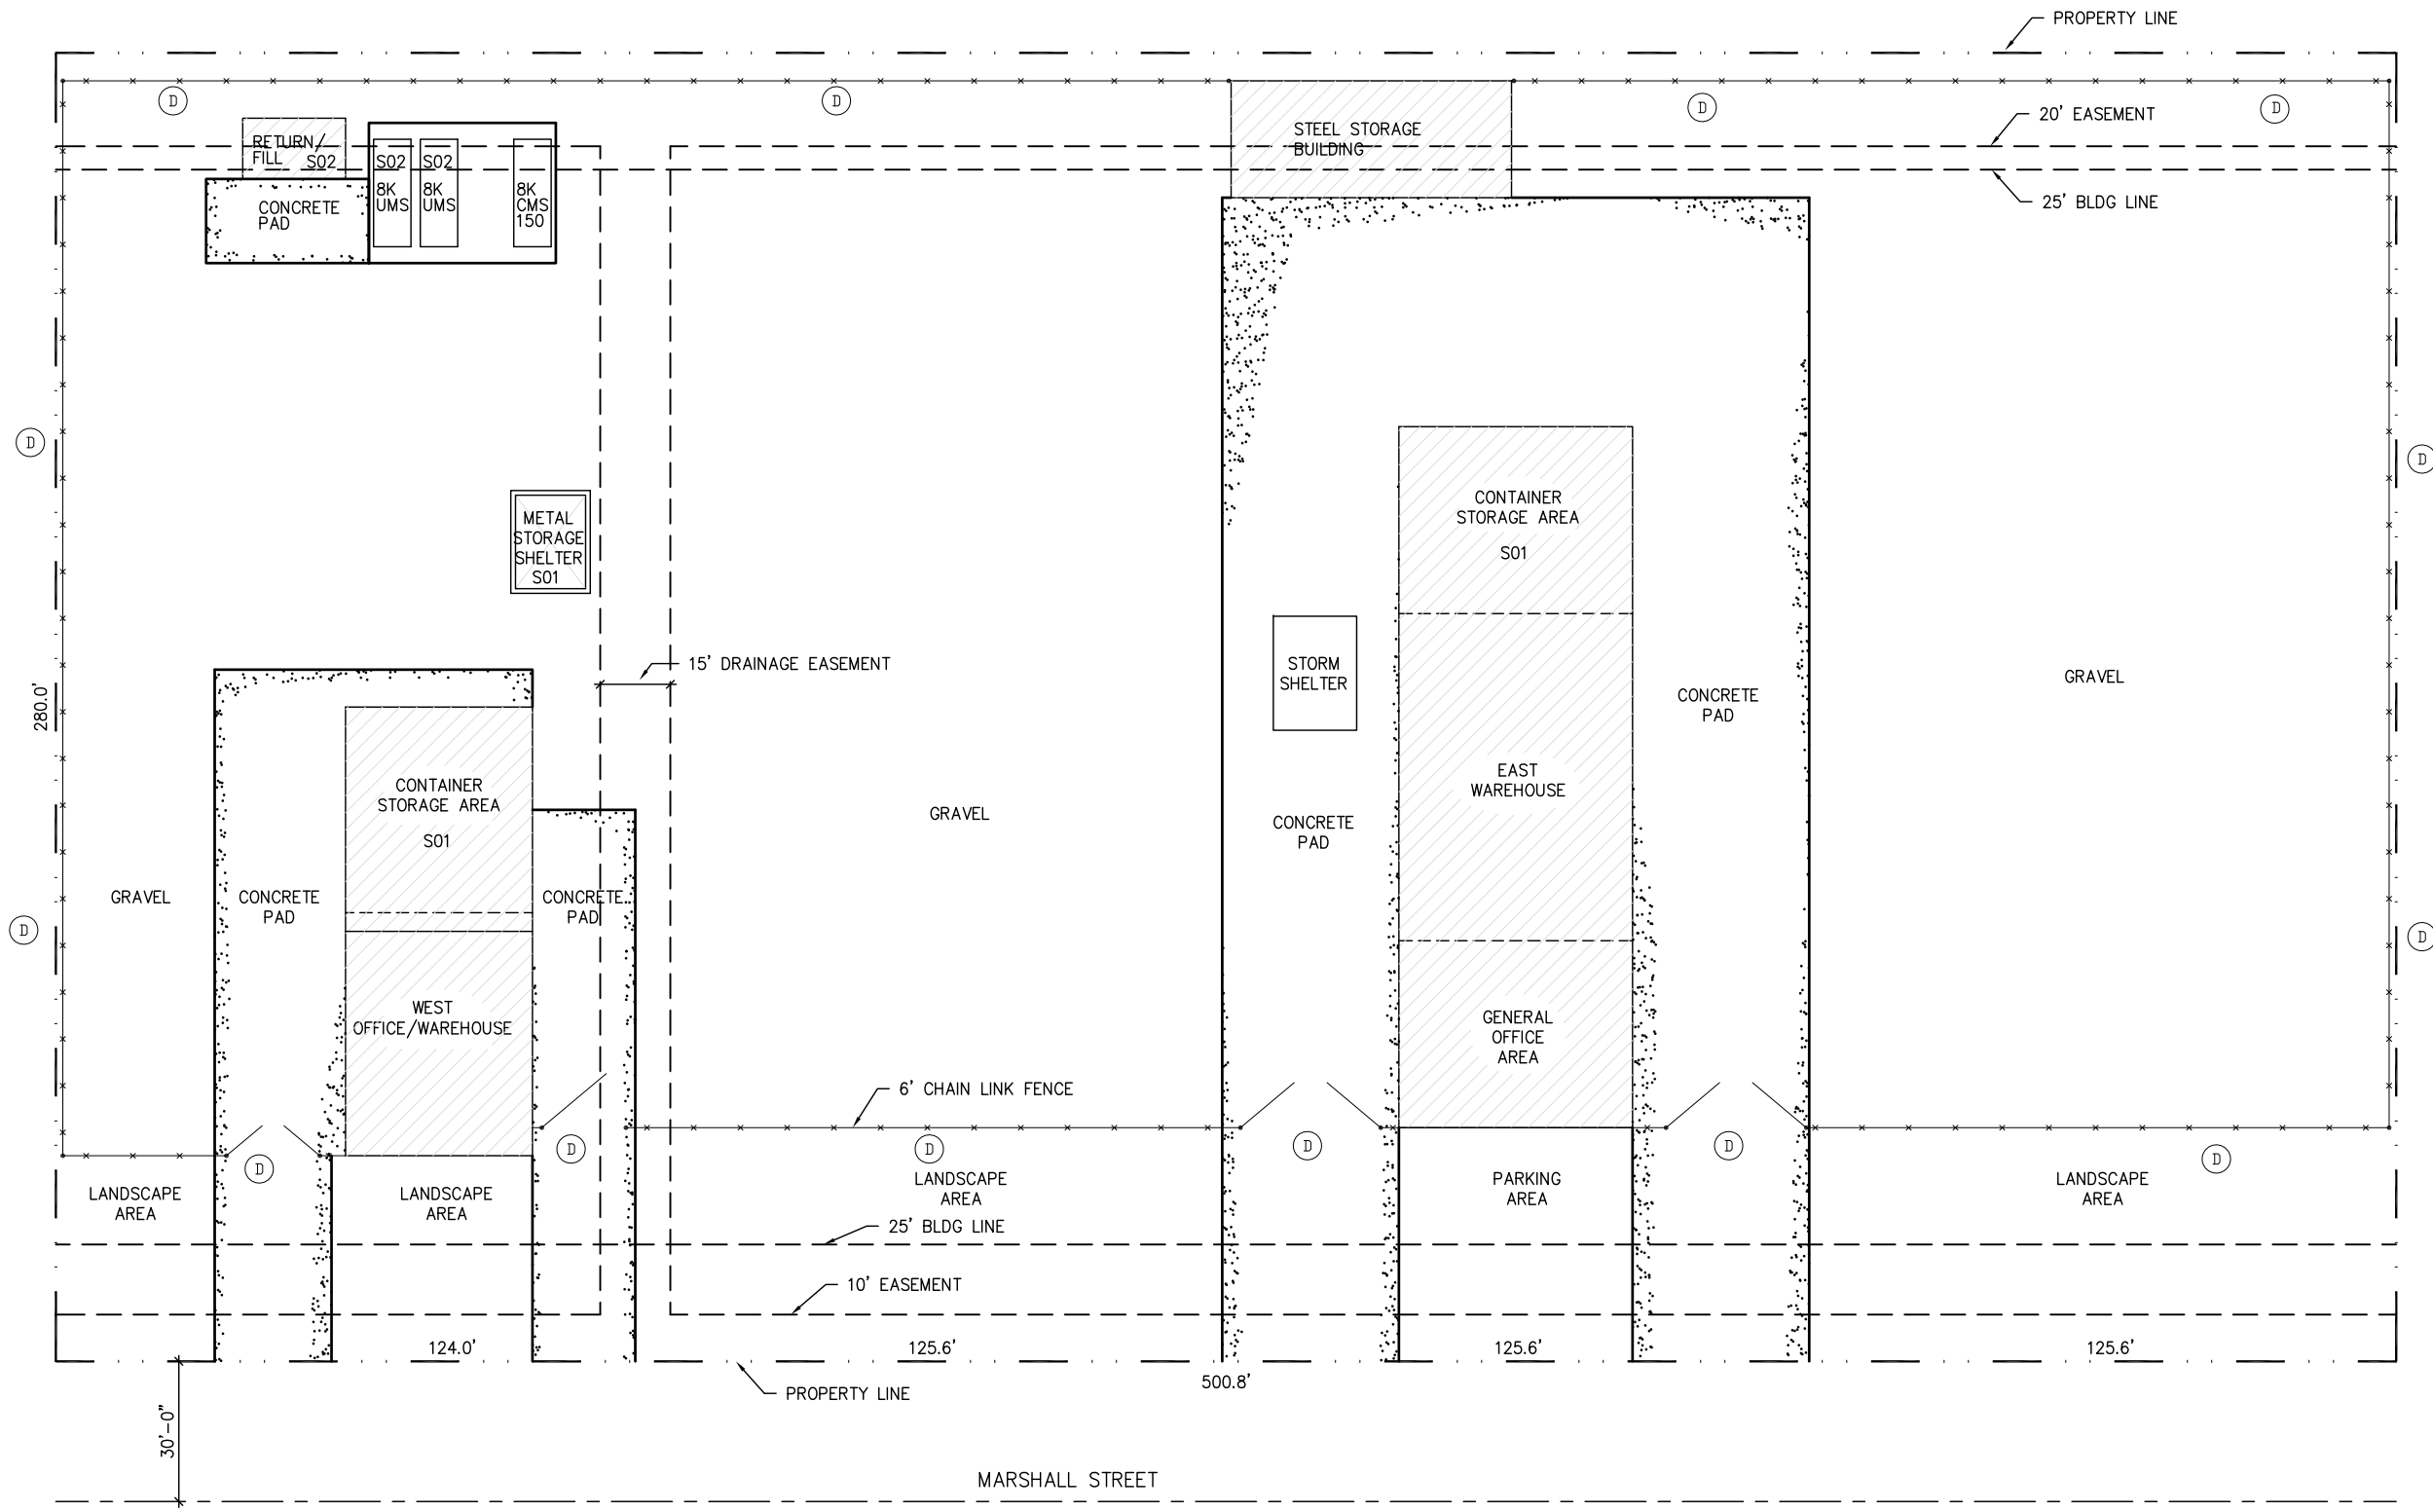 PROPERTY LINE
D
D
D
D
20' EASEMENT
STEEL STORAGE
BUILDING
RETURN/
FILL S02
S02
8K
UMS
S02
8K
UMS
8K
CMS
150
CONCRETE
PAD
25' BLDG LINE
D
D
METAL
STORAGE
SHELTER
S01
CONTAINER
STORAGE AREA
S01
15' DRAINAGE EASEMENT
STORM
SHELTER
CONCRETE
PAD
GRAVEL
280.0'
CONTAINER
STORAGE AREA
S01
GRAVEL
CONCRETE
PAD
EAST
WAREHOUSE
GRAVEL
CONCRETE
PAD
CONCRETE
PAD
D
D
WEST
OFFICE/WAREHOUSE
GENERAL
OFFICE
AREA
6' CHAIN LINK FENCE
D
D
D
D
D
D
LANDSCAPE
AREA
LANDSCAPE
AREA
LANDSCAPE
AREA
PARKING
AREA
LANDSCAPE
AREA
25' BLDG LINE
10' EASEMENT
124.0'
125.6'
125.6'
125.6'
500.8'
PROPERTY LINE
30'-0"
MARSHALL STREET